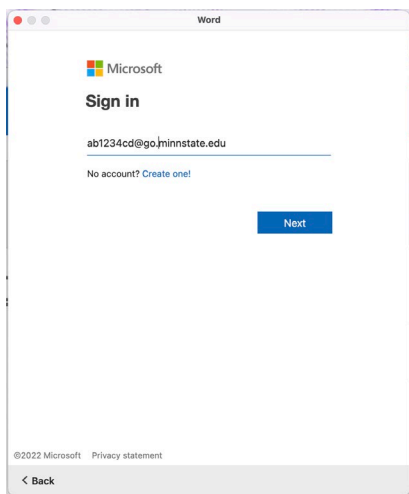 Word
Microsoft
Sign in
ab1234cd@go.minnstate.edu
No account? Create one!
Next
©2022 Microsoft Privacy statement
< Back